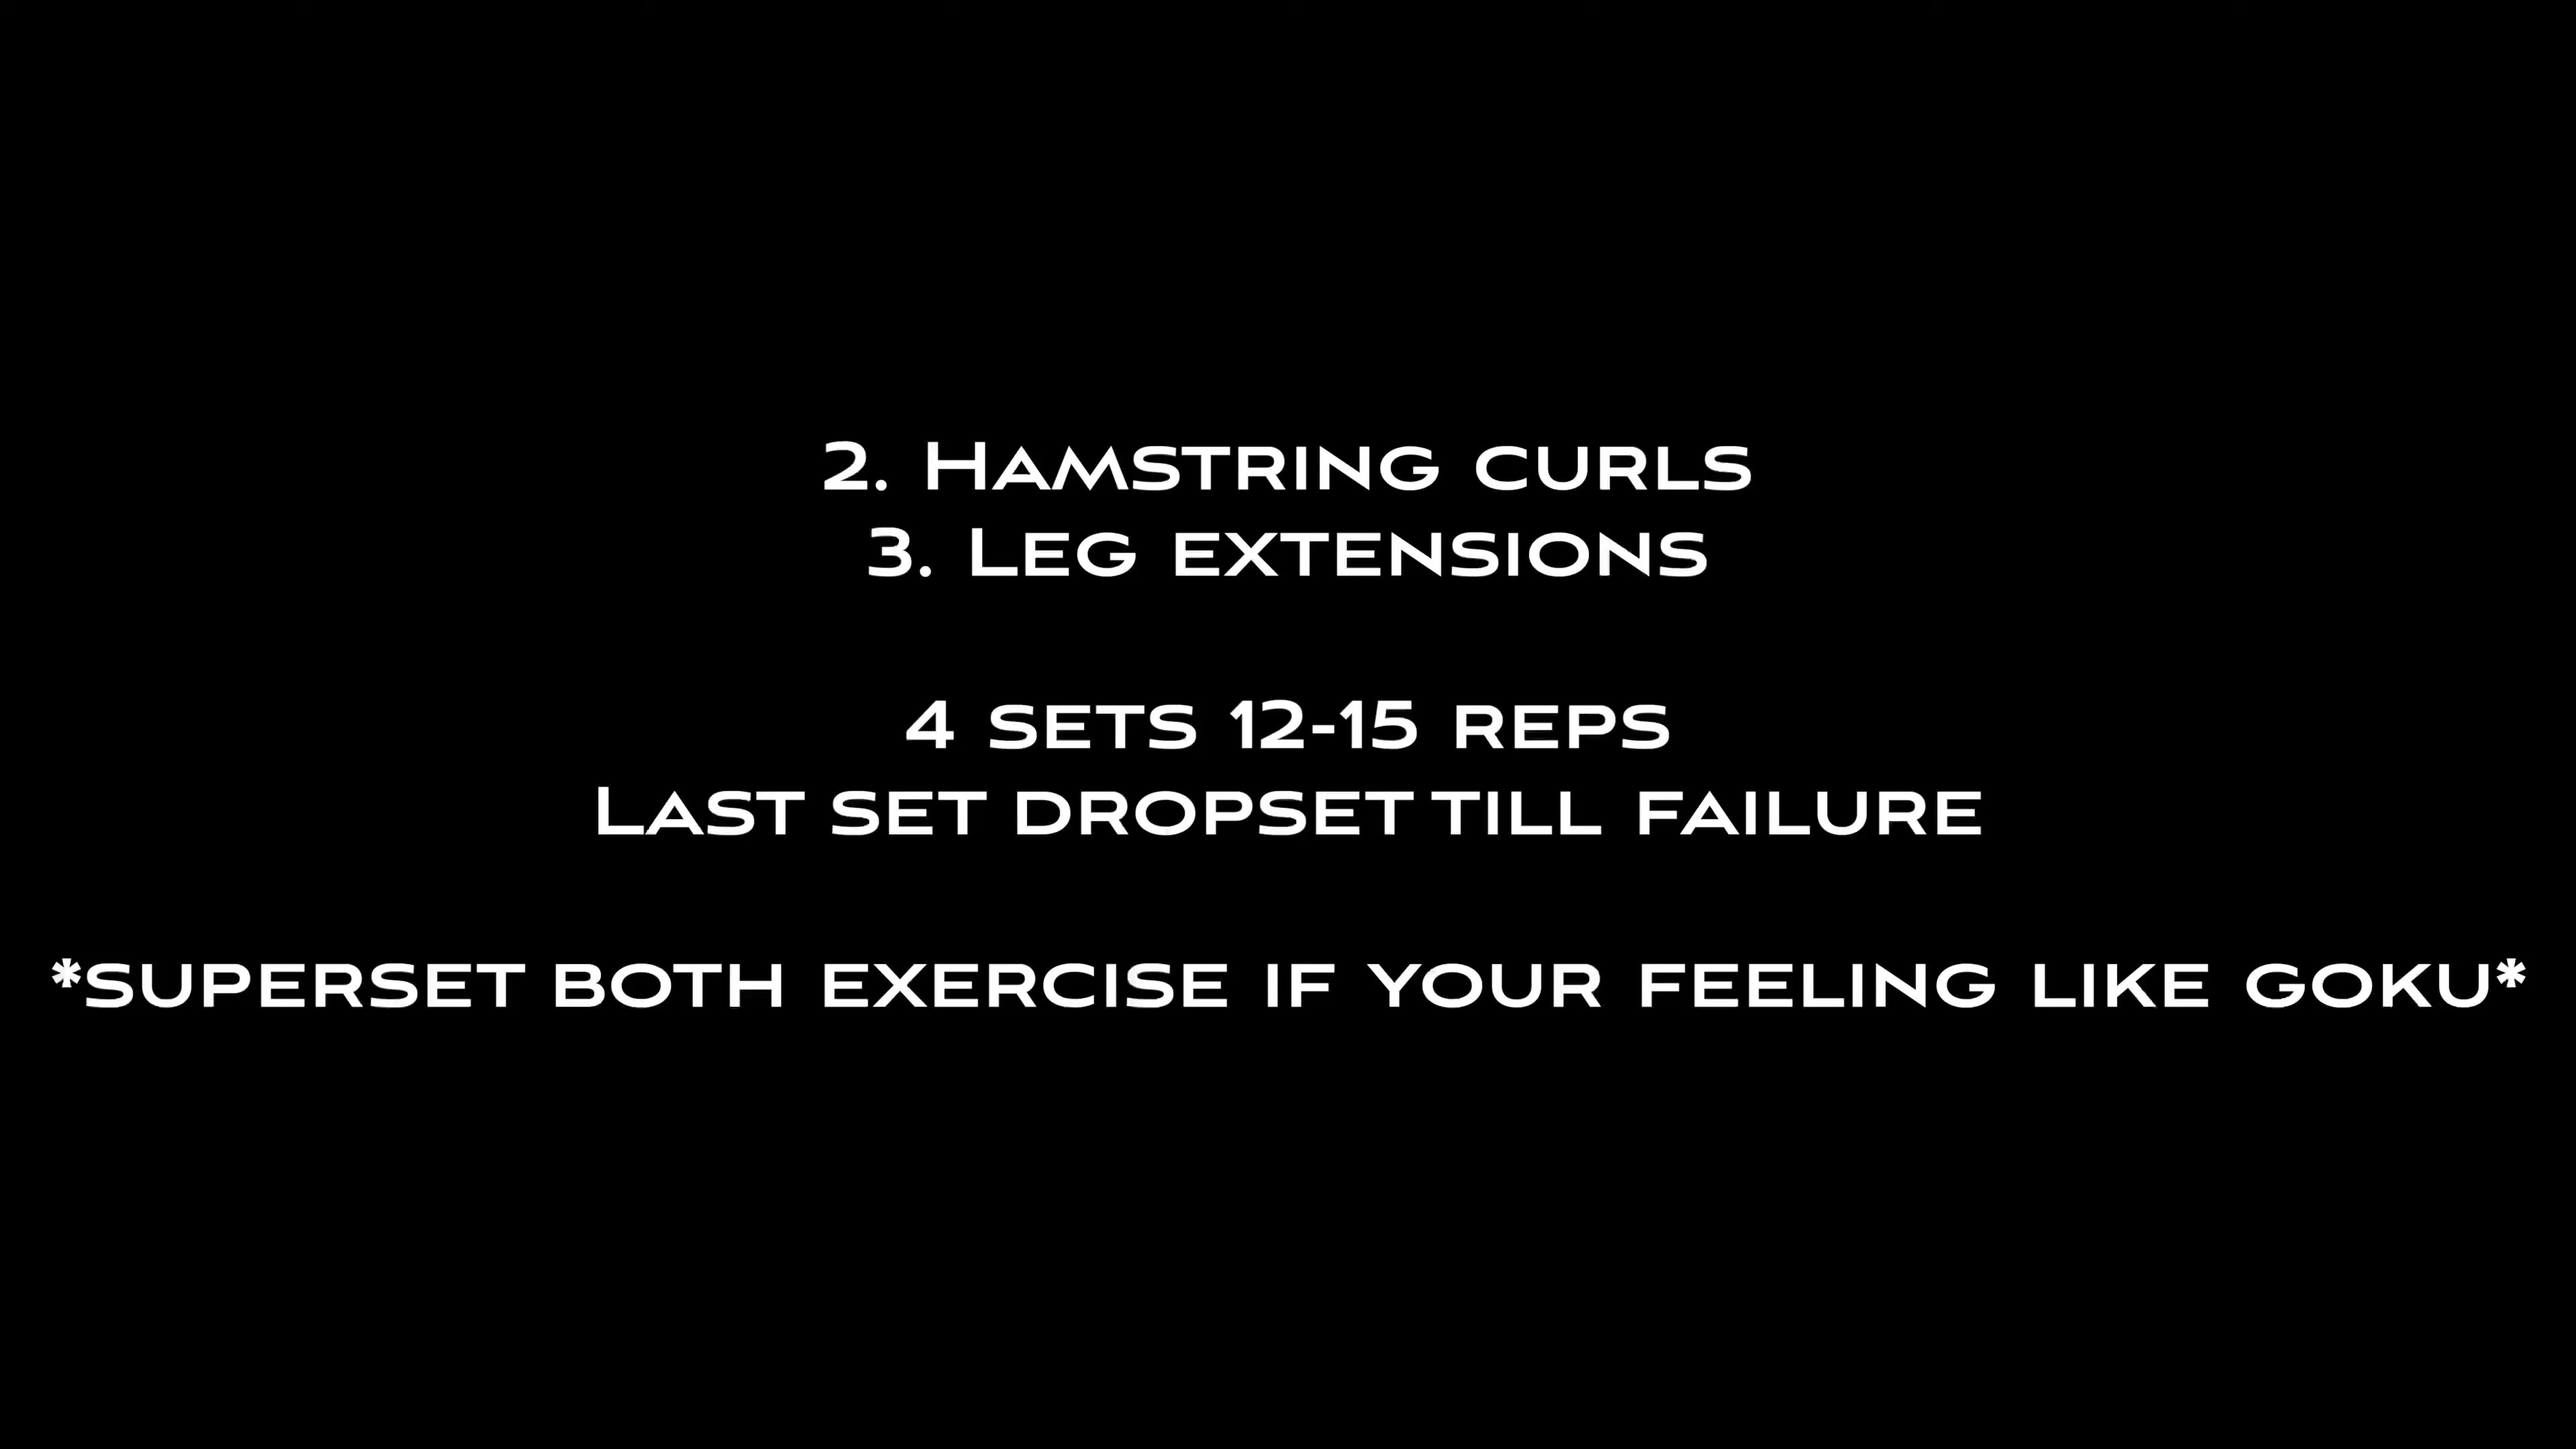 2. Hamstring curls
3. Leg extensions
4 sets 12-15 reps
Last set dropset till failure
*superset both exercise if your feeling like goku*